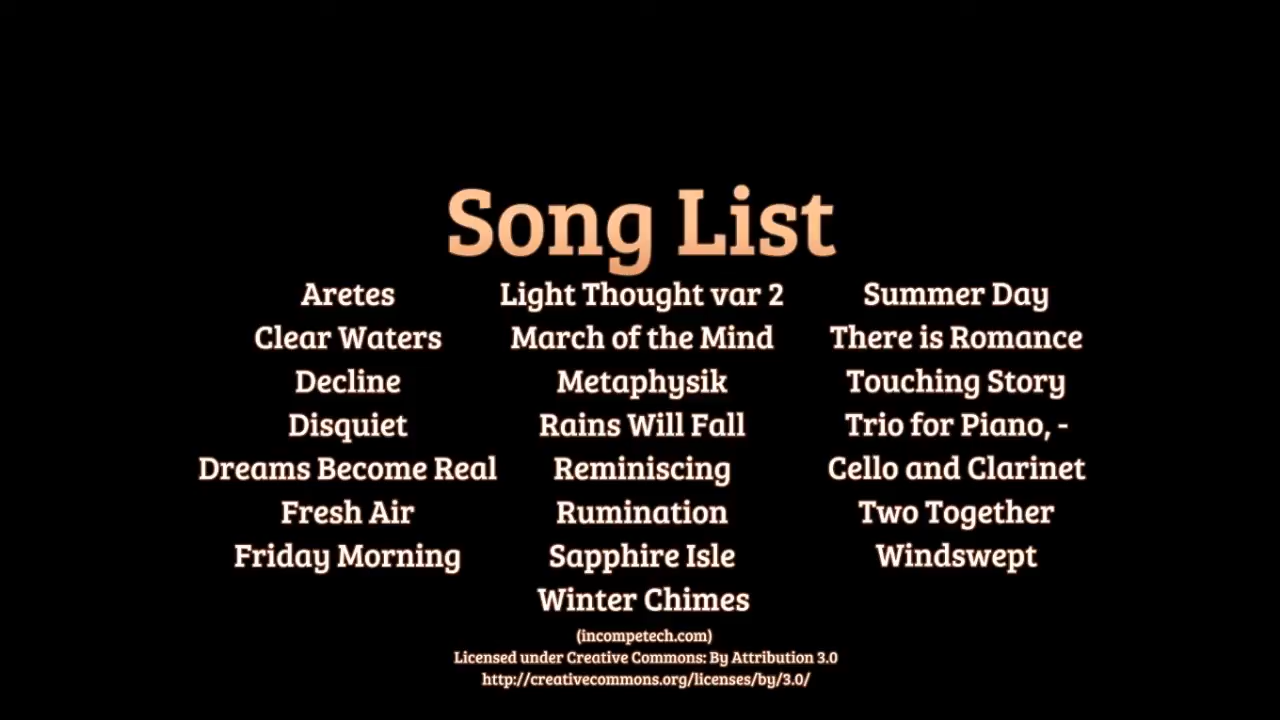 Song List
Aretes
Clear Waters
Decline
Disquiet
Dreams Become Real
Fresh Air
Friday Morning
Light Thought var 2
March of the Mind
Metaphysik
Rains Will Fall
Reminiscing
Rumination
Sapphire Isle
Winter Chimes
Summer Day
There is Romance
Touching Story
Trio for Piano, -
Cello and Clarinet
Two Together
Windswept
(incompetech.com)
Licensed under Creative Commons: By Attribution 3.0
http://creativecommons.org/licenses/by/3.0/